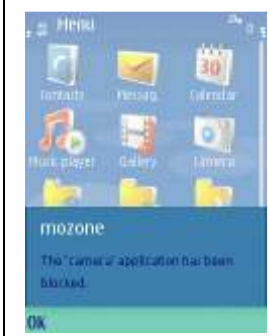 Menu
30
Contacts Messag. Calendar
Music player Gallery Camera
mozone
The 'camera' application has been
blocked.
OK